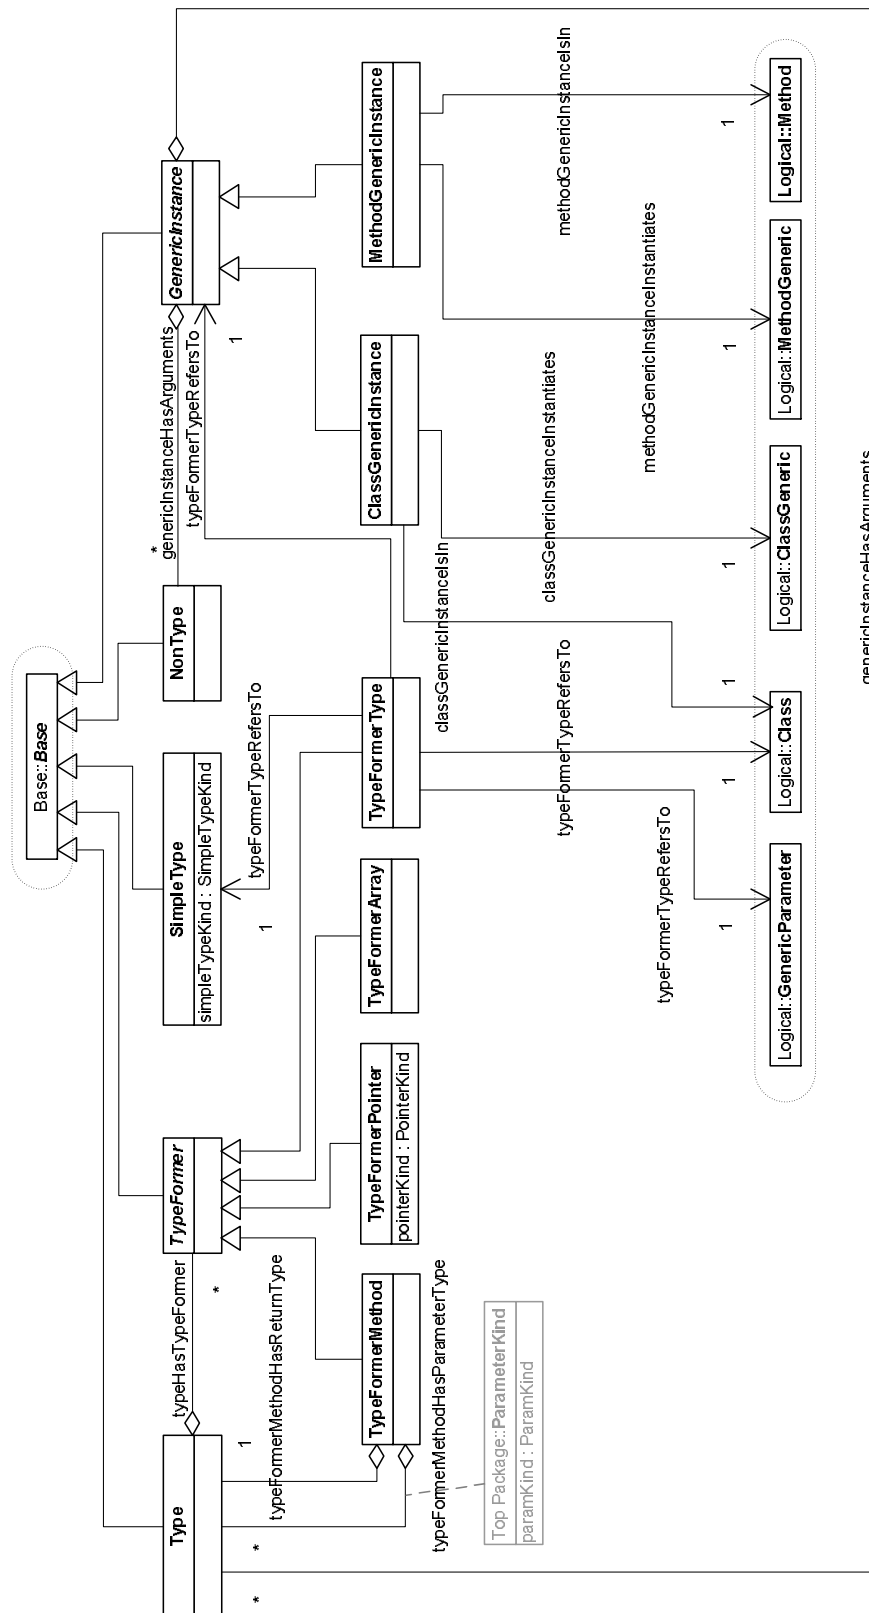 Base::Base
Type
TypeFormer
SimpleType
simpleTypeKind : SimpleTypeKind
NonType
GenericInstance
typeHasTypeFormer
*
*
genericInstanceHasArguments
typeFormerTypeRefersTo
1
1
typeFormerMethodHasReturnType
*
*
typeFormerTypeRefersTo
1
TypeFormerMethod
TypeFormerPointer
pointerKind : PointerKind
TypeFormerArray
TypeFormerType
ClassGenericInstance
MethodGenericInstance
typeFormerMethodHasParameterType
Top Package::ParameterKind
paramKind : ParamKind
classGenericInstanceIsIn
classGenericInstanceInstantiates
methodGenericInstanceIsIn
typeFormerTypeRefersTo
methodGenericInstanceInstantiates
typeFormerTypeRefersTo
1
1
1
1
1
1
Logical::GenericParameter
Logical::Class
Logical::ClassGeneric
Logical::MethodGeneric
Logical::Method
genericInstanceHasArguments